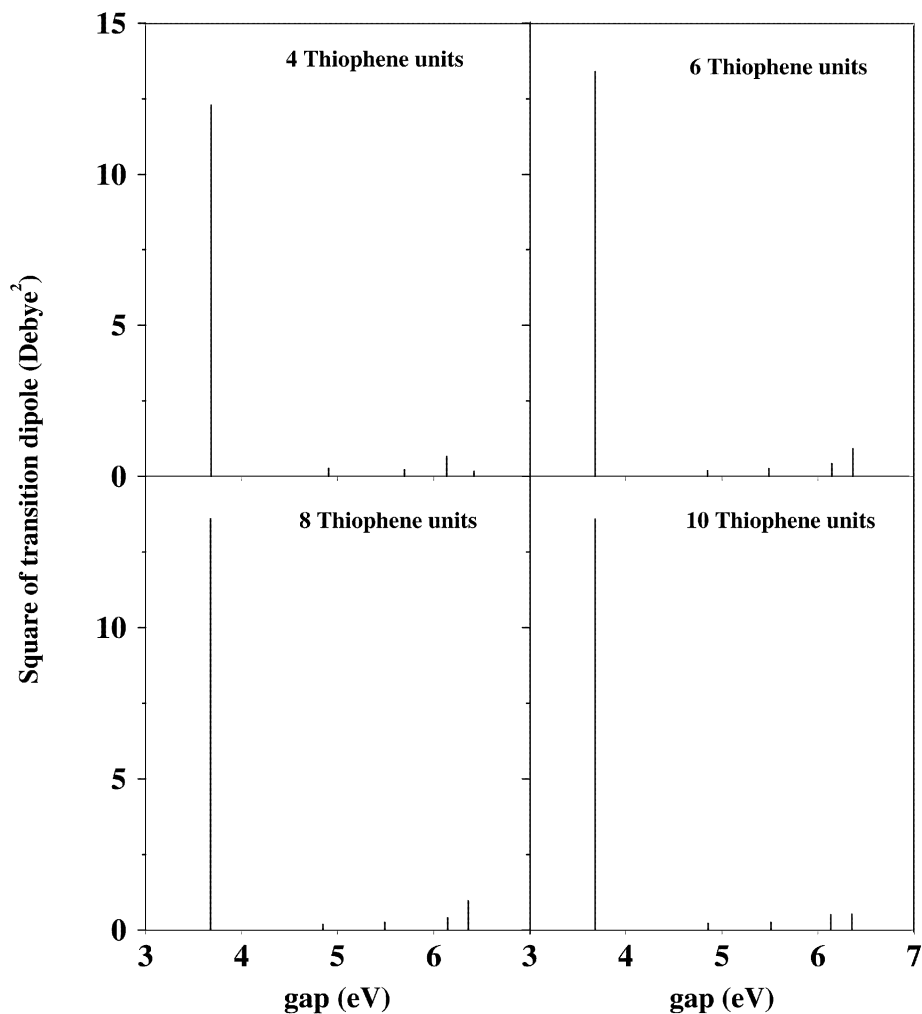 15
4 Thiophene units
6 Thiophene units
10
5
0
Square of transition dipole (Debye²)
8 Thiophene units
10 Thiophene units
10
5
0
3 4 5 6 3 4 5 6 7
gap (eV) gap (eV)